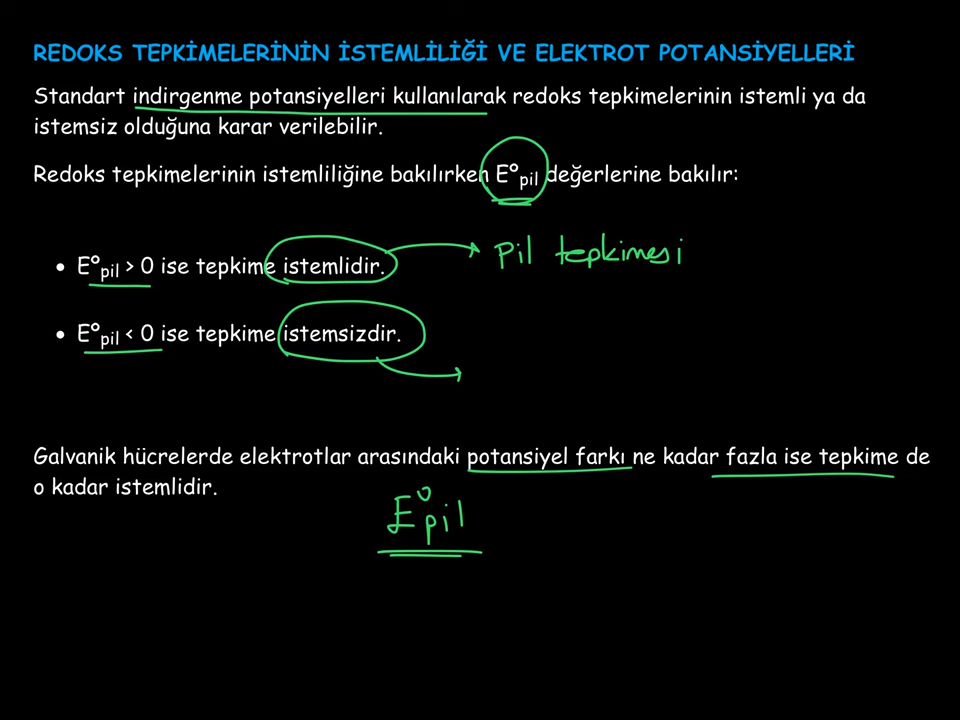 REDOKS TEPKİMELERİNİN İSTEMLİLİĞİ VE ELEKTROT POTANSİYELLERİ
Standart indirgenme potansiyelleri kullanılarak redoks tepkimelerinin istemli ya da
istemsiz olduğuna karar verilebilir.
Redoks tepkimelerinin istemliliğine bakılırken E°pil değerlerine bakılır:
• E°pil > 0 ise tepkime istemlidir. → Pil tepkimesi
• E°pil < 0 ise tepkime istemsizdir. →
Galvanik hücrelerde elektrotlar arasındaki potansiyel farkı ne kadar fazla ise tepkime de
o kadar istemlidir.
E°pil